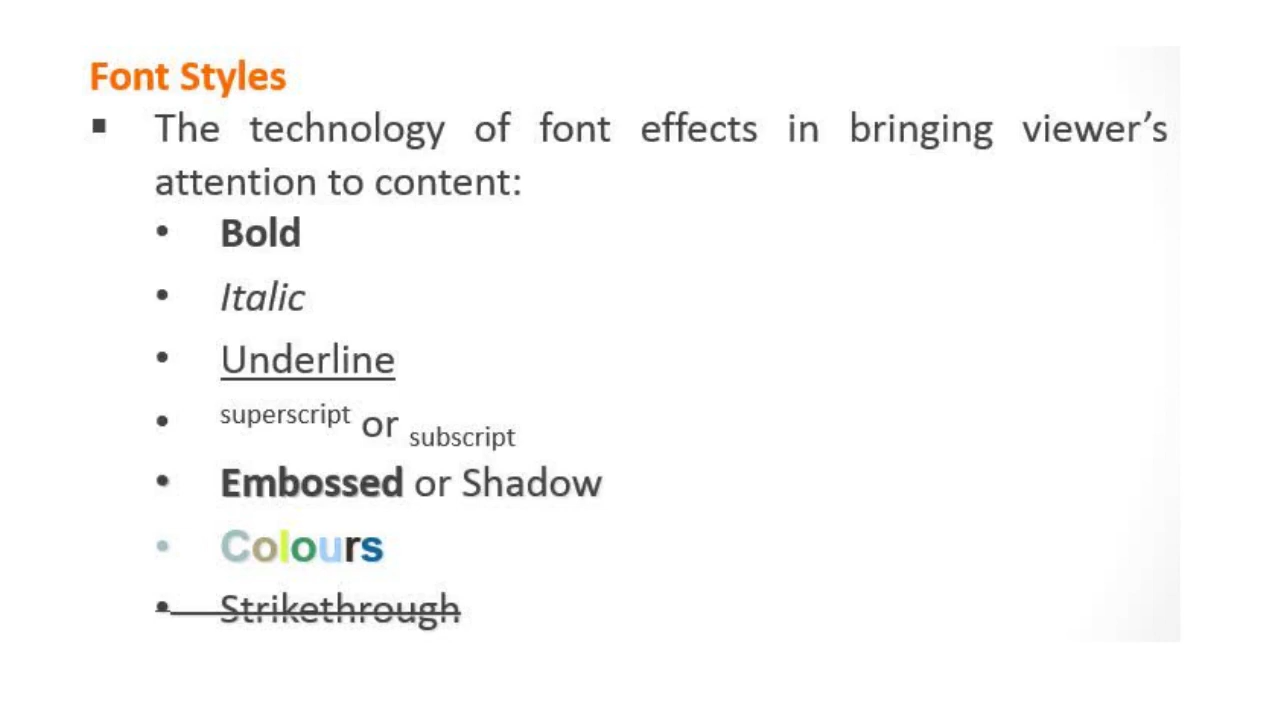 Font Styles
▪ The technology of font effects in bringing viewer’s
attention to content:
• Bold
• Italic
• Underline
• superscript or subscript
• Embossed or Shadow
• Colours
• Strikethrough